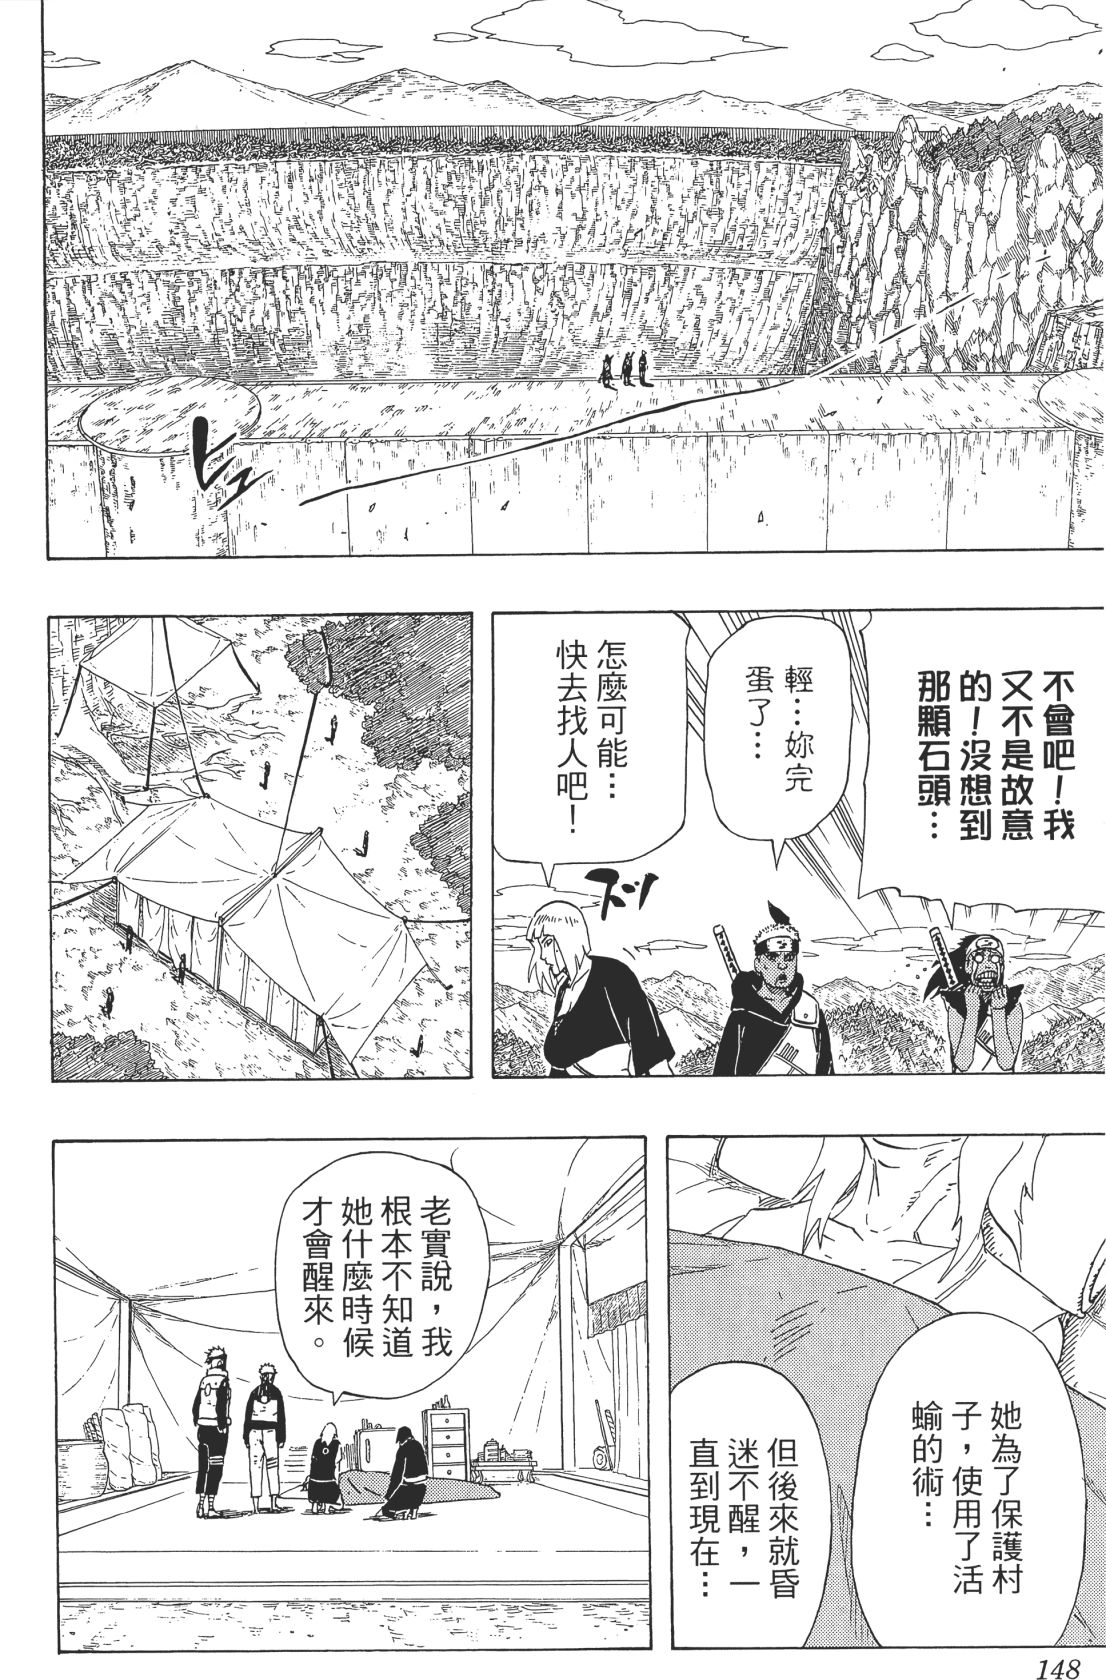 ヒュ
不會吧！我
又不是故意
的！沒想到
那顆石頭…
輕…妳完
蛋了…
怎麼可能…
快去找人吧！
她為了保護村
子，使用了活
蝓的術…
但後來就昏
迷不醒，一
直到現在…
老實說，我
根本不知道
她什麼時候
才會醒來。
148